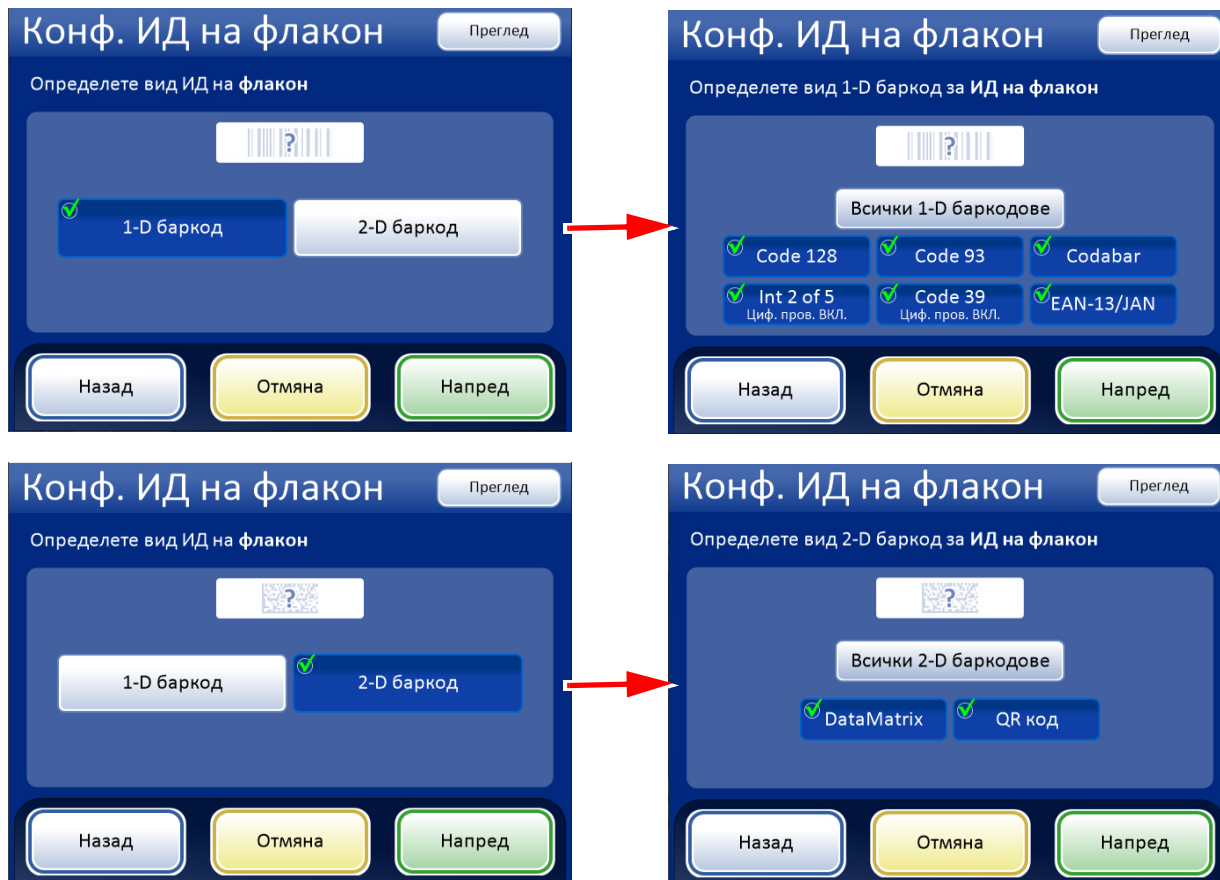 Конф. ИД на флакон
Преглед
Определете вид ИД на флакон
?
1-D баркод
2-D баркод
Назад
Отмяна
Напред
Конф. ИД на флакон
Преглед
Определете вид 1-D баркод за ИД на флакон
?
Всички 1-D баркодове
Code 128
Code 93
Codabar
Int 2 of 5
Циф. пров. ВКЛ.
Code 39
Циф. пров. ВКЛ.
EAN-13/JAN
Назад
Отмяна
Напред
Конф. ИД на флакон
Преглед
Определете вид ИД на флакон
?
1-D баркод
2-D баркод
Назад
Отмяна
Напред
Конф. ИД на флакон
Преглед
Определете вид 2-D баркод за ИД на флакон
?
Всички 2-D баркодове
DataMatrix
QR код
Назад
Отмяна
Напред